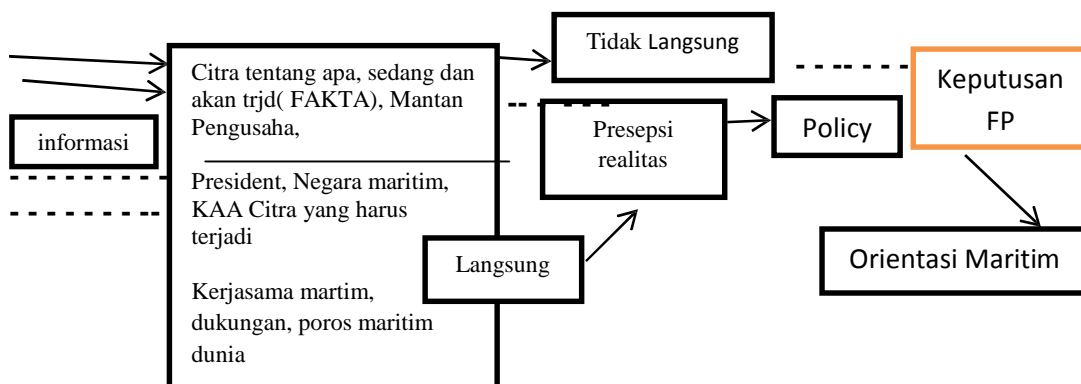 informasi
Citra tentang apa, sedang dan
akan trjd( FAKTA), Mantan
Pengusaha,
President, Negara maritim,
KAA Citra yang harus
terjadi
Kerjasama martim,
dukungan, poros maritim
dunia
Tidak Langsung
Presepsi
realitas
Langsung
Policy
Keputusan
FP
Orientasi Maritim